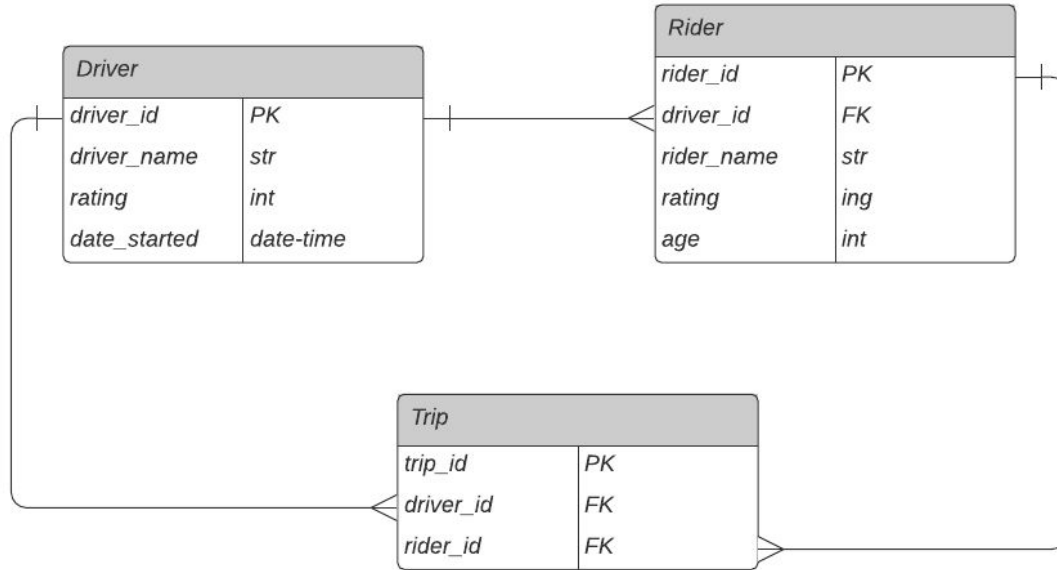 Driver
driver_id PK
driver_name str
rating int
date_started date-time
Rider
rider_id PK
driver_id FK
rider_name str
rating ing
age int
Trip
trip_id PK
driver_id FK
rider_id FK